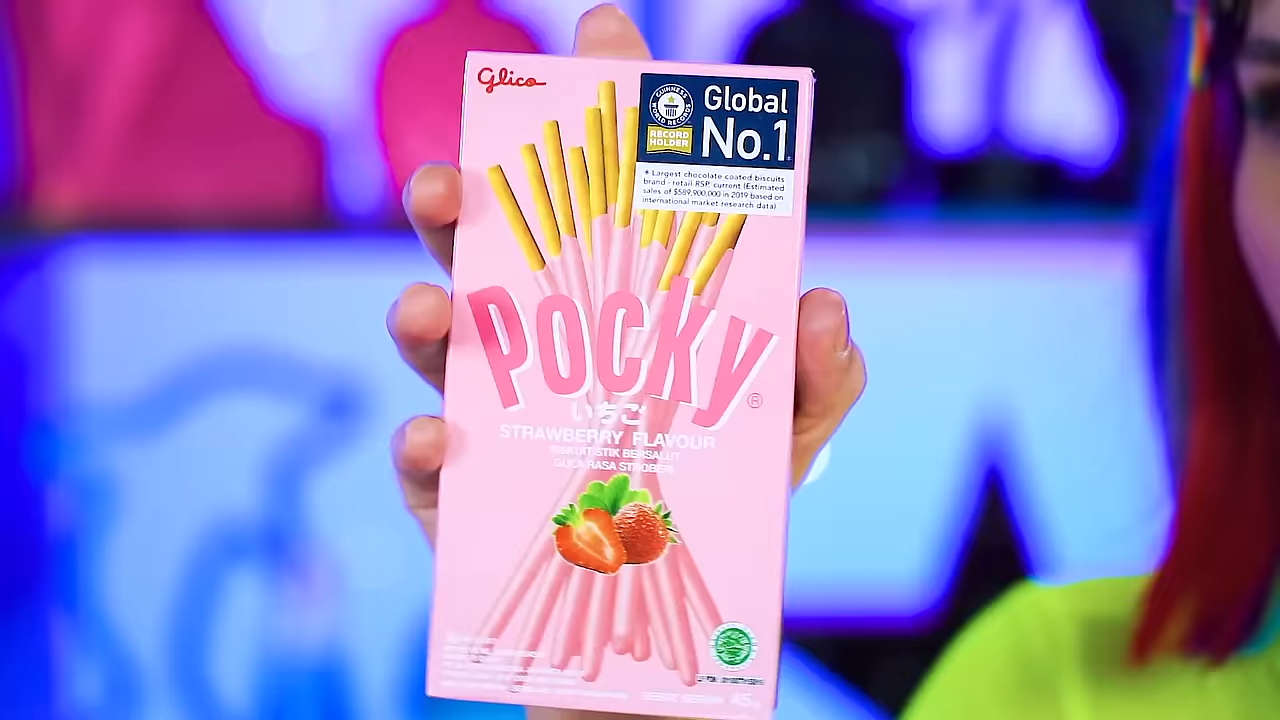 Glico
GUINNESS WORLD RECORDS
RECORD
HOLDER
Global
No.1*
* Largest chocolate coated biscuits
brand - retail RSP, current (Estimated
sales of $589,900,000 in 2019 based on
international market research data)
POCKY®
いちご
STRAWBERRY FLAVOUR
BISKUIT STIK BERSALUT
GULA RASA STROBERI